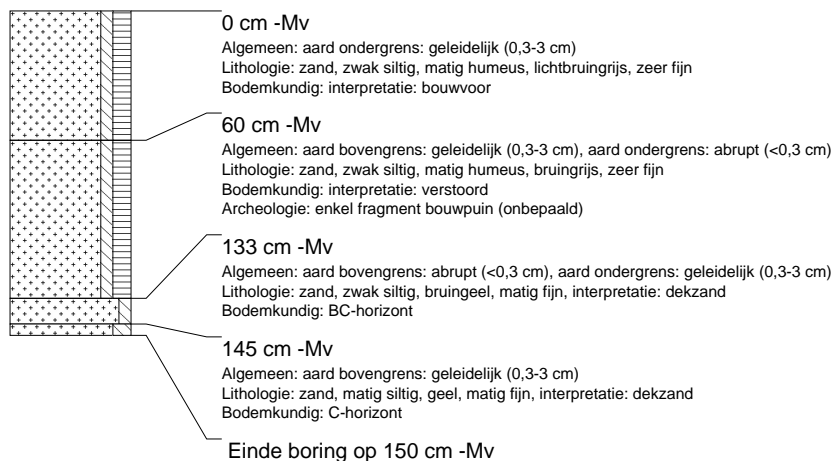 0 cm -Mv
Algemeen: aard ondergrens: geleidelijk (0,3-3 cm)
Lithologie: zand, zwak siltig, matig humeus, lichtbruingrijs, zeer fijn
Bodemkundig: interpretatie: bouwvoor
60 cm -Mv
Algemeen: aard bovengrens: geleidelijk (0,3-3 cm), aard ondergrens: abrupt (<0,3 cm)
Lithologie: zand, zwak siltig, matig humeus, bruingrijs, zeer fijn
Bodemkundig: interpretatie: verstoord
Archeologie: enkel fragment bouwpuin (onbepaald)
133 cm -Mv
Algemeen: aard bovengrens: abrupt (<0,3 cm), aard ondergrens: geleidelijk (0,3-3 cm)
Lithologie: zand, zwak siltig, bruingeel, matig fijn, interpretatie: dekzand
Bodemkundig: BC-horizont
145 cm -Mv
Algemeen: aard bovengrens: geleidelijk (0,3-3 cm)
Lithologie: zand, matig siltig, geel, matig fijn, interpretatie: dekzand
Bodemkundig: C-horizont
Einde boring op 150 cm -Mv